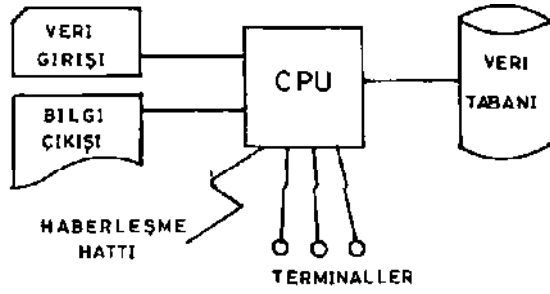 VERI
GIRIŞI
CPU
VERI
TABANI
BILGI
ÇIKIŞI
HABERLEŞME
HATTI
TERMINALLER